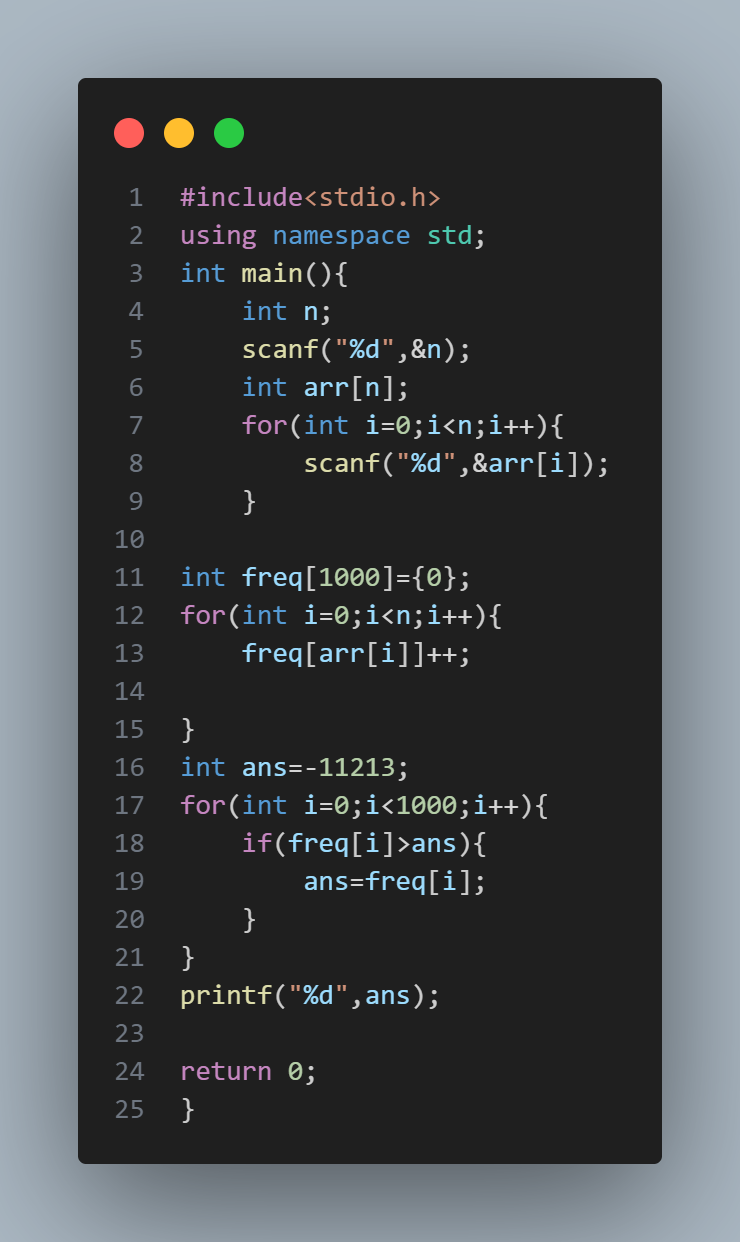 1 #include<stdio.h>
2 using namespace std;
3 int main(){
4     int n;
5     scanf("%d",&n);
6     int arr[n];
7     for(int i=0;i<n;i++){
8         scanf("%d",&arr[i]);
9     }
10
11 int freq[1000]={0};
12 for(int i=0;i<n;i++){
13     freq[arr[i]]++;
14
15 }
16 int ans=-11213;
17 for(int i=0;i<1000;i++){
18     if(freq[i]>ans){
19         ans=freq[i];
20     }
21 }
22 printf("%d",ans);
23
24 return 0;
25 }